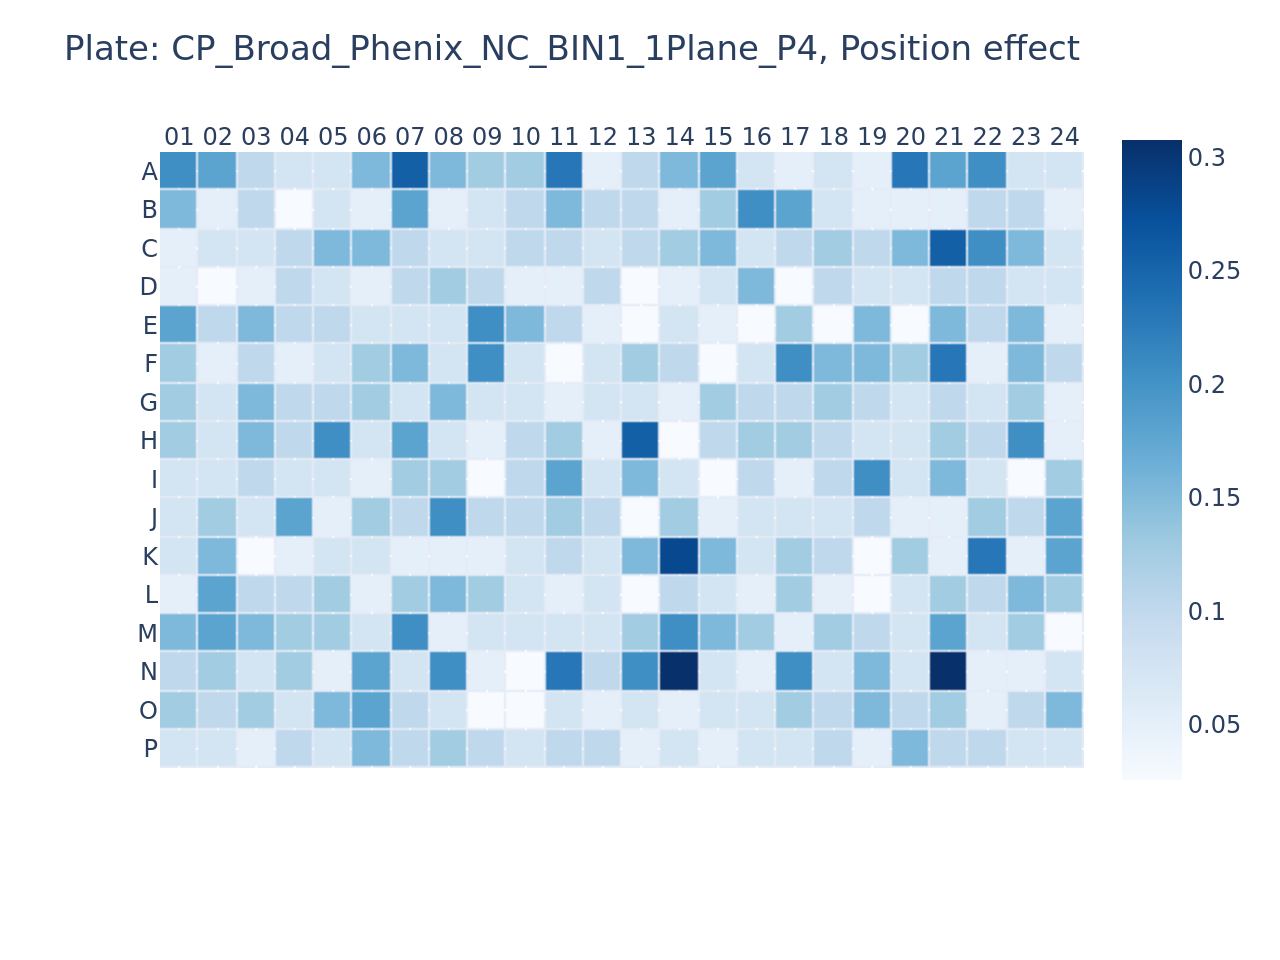 Plate: CP_Broad_Phenix_NC_BIN1_1Plane_P4, Position effect
01 02 03 04 05 06 07 08 09 10 11 12 13 14 15 16 17 18 19 20 21 22 23 24
A
B
C
D
E
F
G
H
I
J
K
L
M
N
O
P
0.3
0.25
0.2
0.15
0.1
0.05